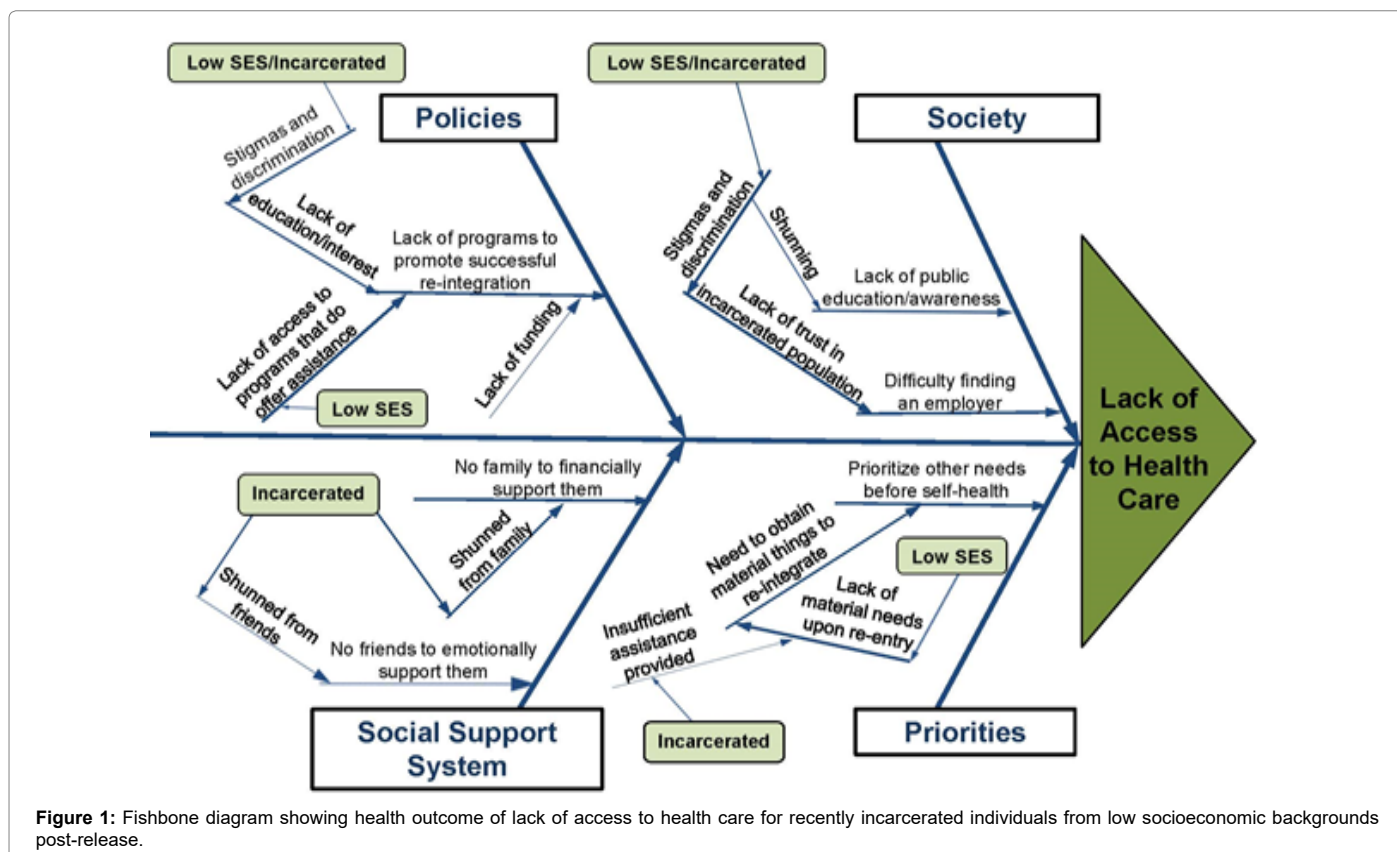 Low SES/Incarcerated
Policies
Stigmas and
discrimination
Lack of
education/interest
Lack of programs to
promote successful
re-integration
Lack of access to
programs that do
offer assistance
Low SES
Lack of funding
Low SES/Incarcerated
Society
Stigmas and
discrimination
Shunning
Lack of public
education/awareness
Lack of trust in
incarcerated population
Difficulty finding
an employer
Lack of
Access
to Health
Care
Incarcerated
No family to financially
support them
Shunned
from family
Shunned from
friends
No friends to emotionally
support them
Social Support
System
Prioritize other needs
before self-health
Need to obtain
material things to
re-integrate
Low SES
Lack of
material needs
upon re-entry
Insufficient
assistance
provided
Incarcerated
Priorities
Figure 1: Fishbone diagram showing health outcome of lack of access to health care for recently incarcerated individuals from low socioeconomic backgrounds
post-release.